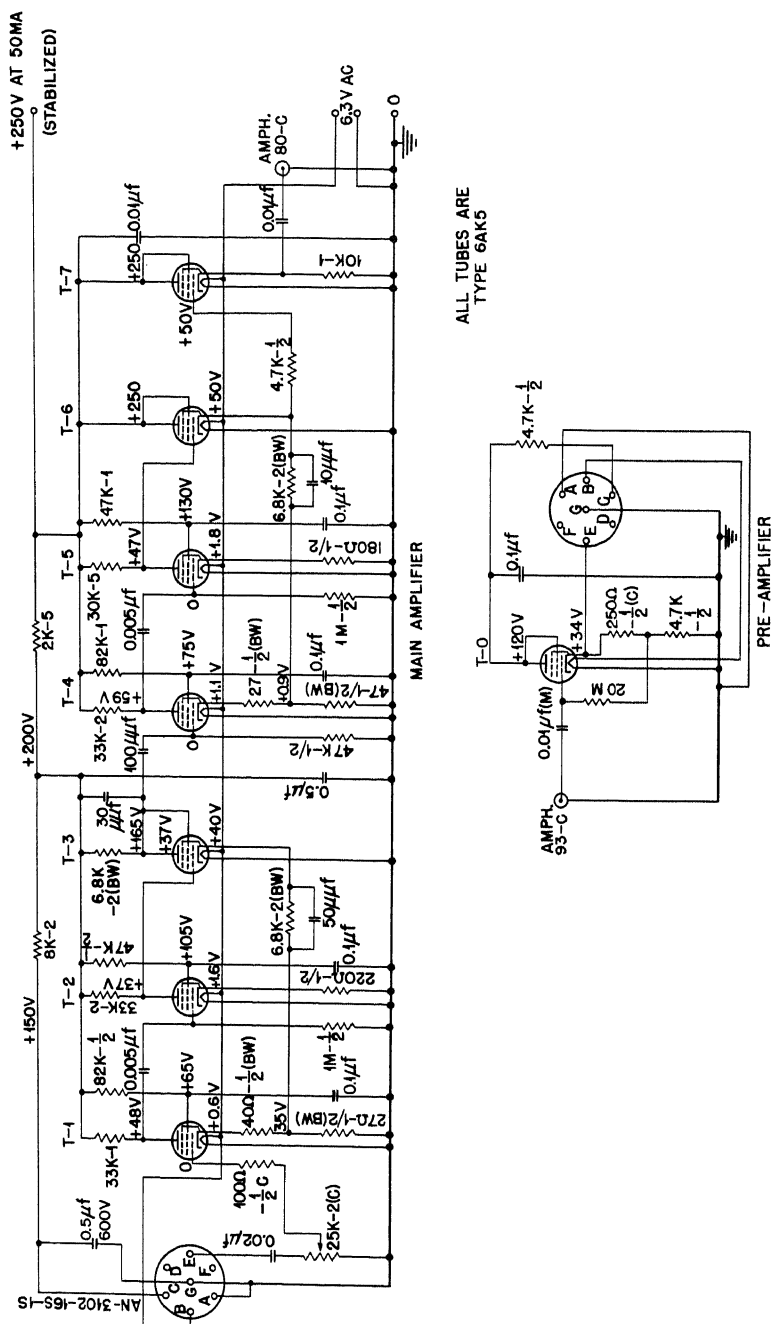 +250V AT 50MA
(STABILIZED)
+200V
+150V
2K-5
8K-2
T-1
T-2
T-3
T-4
T-5
T-6
T-7
0.5µf
600V
33K-1
82K-1/2
+48V
+65V
0.005µf
33K-2
47K-1/2
+37V
+105V
6.8K
-2(BW)
30
µµf
+165V
+37V
+40V
33K-2
82K-1
+59V
+75V
100µµf
0.005µf
30K-5
47K-1
+47V
+130V
+250
+50V
+250
0.01µf
+50V
AN-3102-16S-1S
A
B
C
D
E
F
G
0.02µf
25K-2(C)
100Ω
-1/2C
0
+0.6V
40Ω-1/2(BW)
.35V
27Ω-1/2(BW)
0.1µf
1M-1/2
+1.6V
220Ω-1/2
0.1µf
6.8K-2(BW)
50µµf
0.5µf
0
47K-1/2
+1.1V
27-1/2(BW)
+0.9V
47-1/2(BW)
0.1µf
0
1M-1/2
+1.8V
180Ω-1/2
0.1µf
6.8K-2(BW)
10µµf
4.7K-1/2
10K-1
0.01µf
AMPH.
80-C
6.3V AC
0
MAIN AMPLIFIER
ALL TUBES ARE
TYPE 6AK5
T-0
+120V
0.1µf
4.7K-1/2
AMPH.
93-C
0.01µf(M)
20M
+34V
250Ω
-1/2(C)
4.7K
-1/2
A
B
C
D
E
F
G
PRE-AMPLIFIER